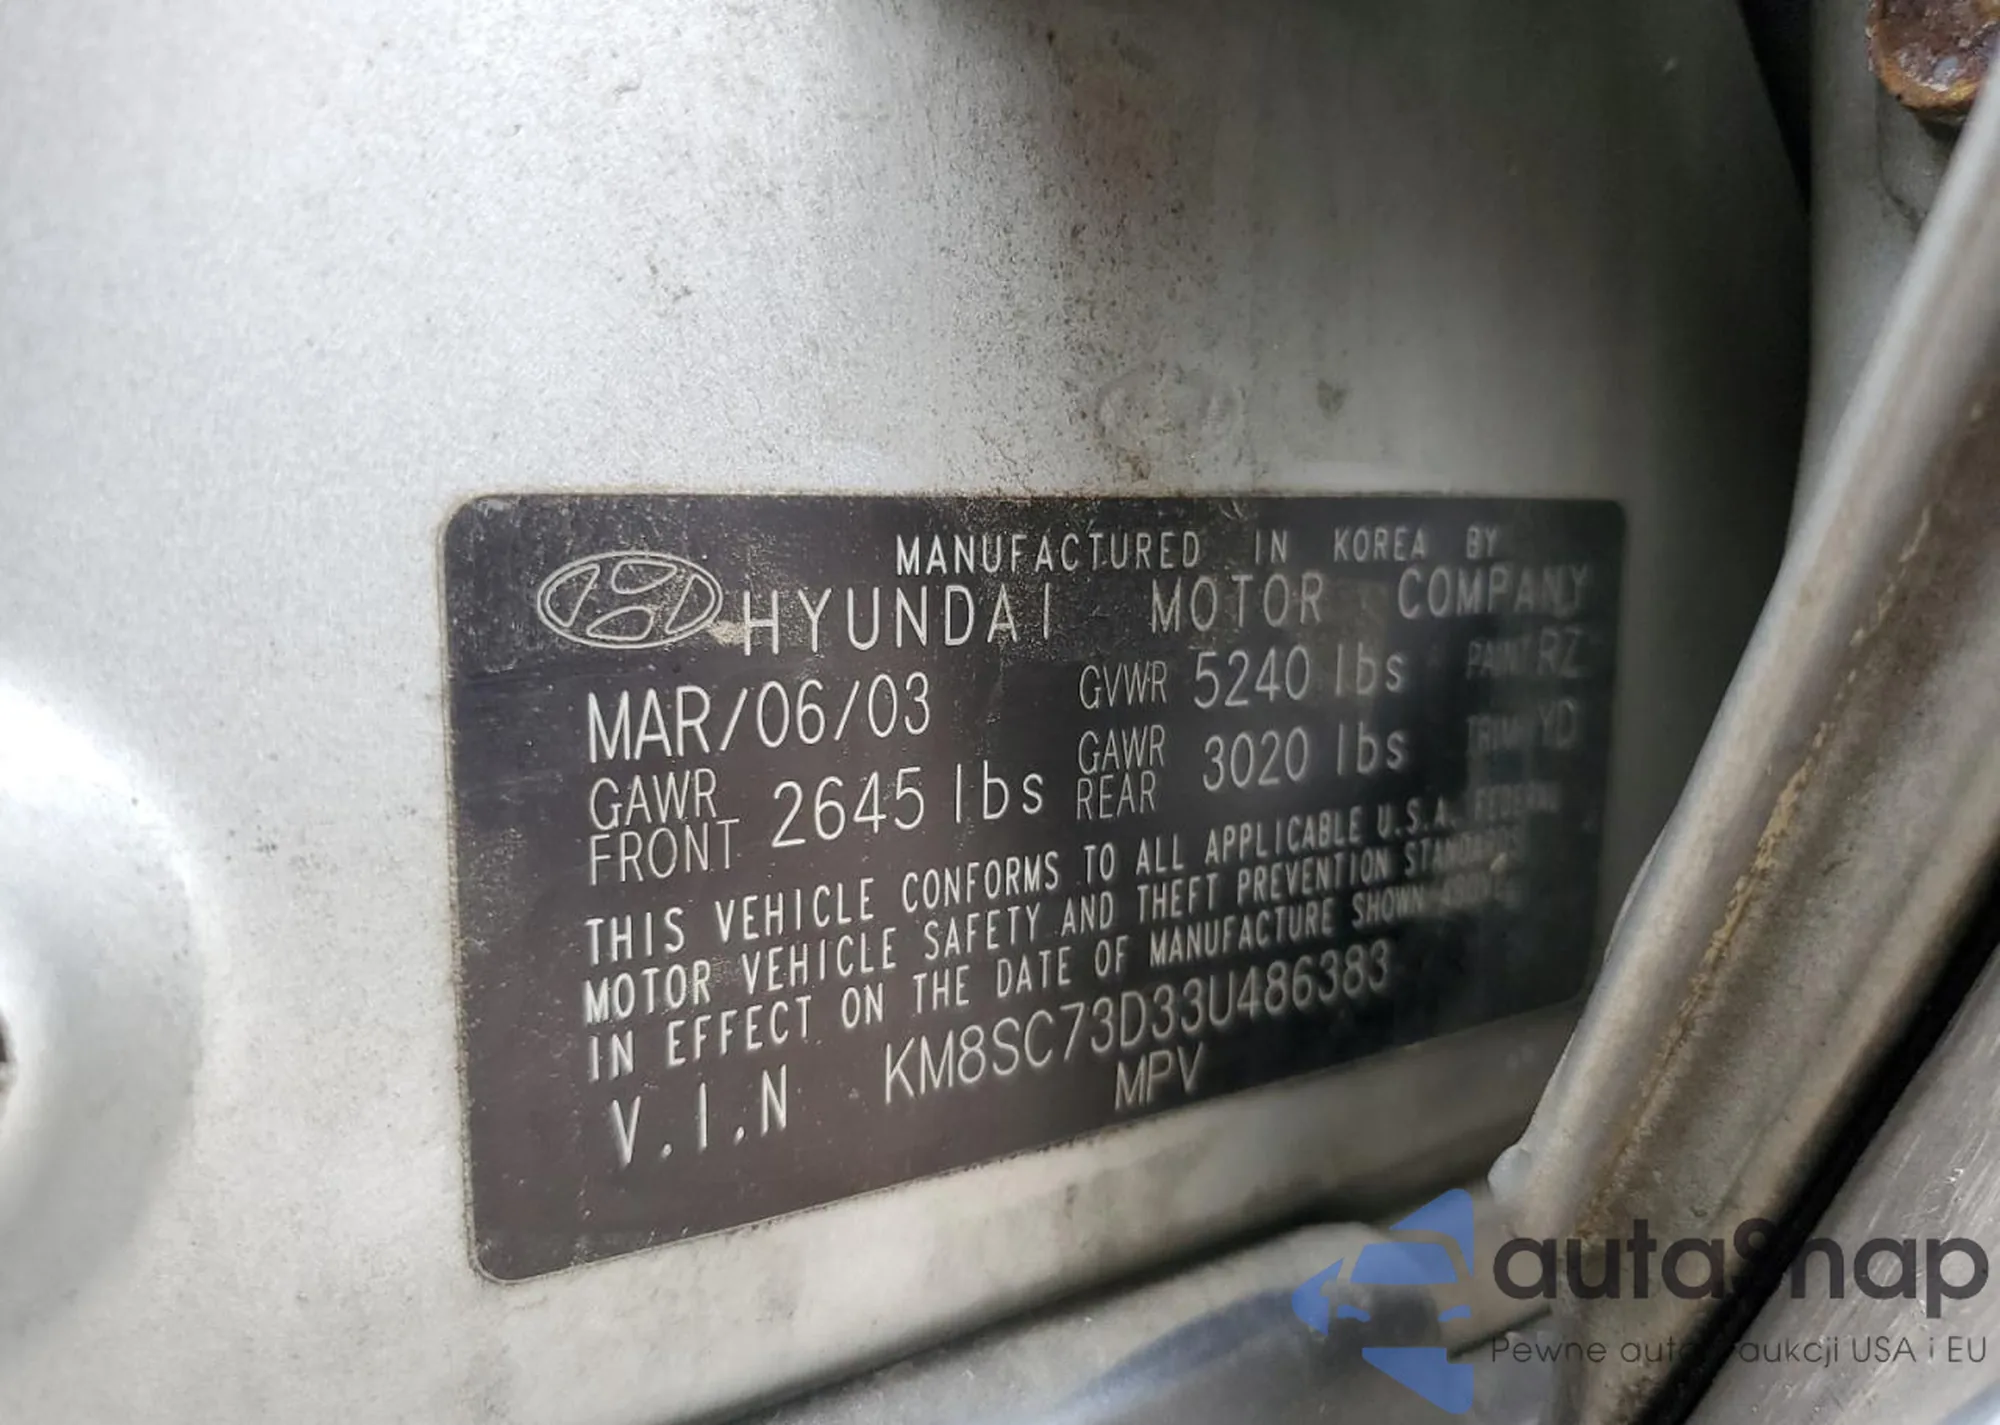 MANUFACTURED IN KOREA BY
HYUNDAI MOTOR COMPANY
MAR/06/03 GVWR 5240 lbs PAINT RZ
GAWR FRONT 2645 lbs GAWR REAR 3020 lbs TRIM YD
THIS VEHICLE CONFORMS TO ALL APPLICABLE U.S.A. FEDERAL
MOTOR VEHICLE SAFETY AND THEFT PREVENTION STANDARDS
IN EFFECT ON THE DATE OF MANUFACTURE SHOWN ABOVE.
V.I.N KM8SC73D33U486383
MPV
autaSnap
Pewne auta z aukcji USA i EU